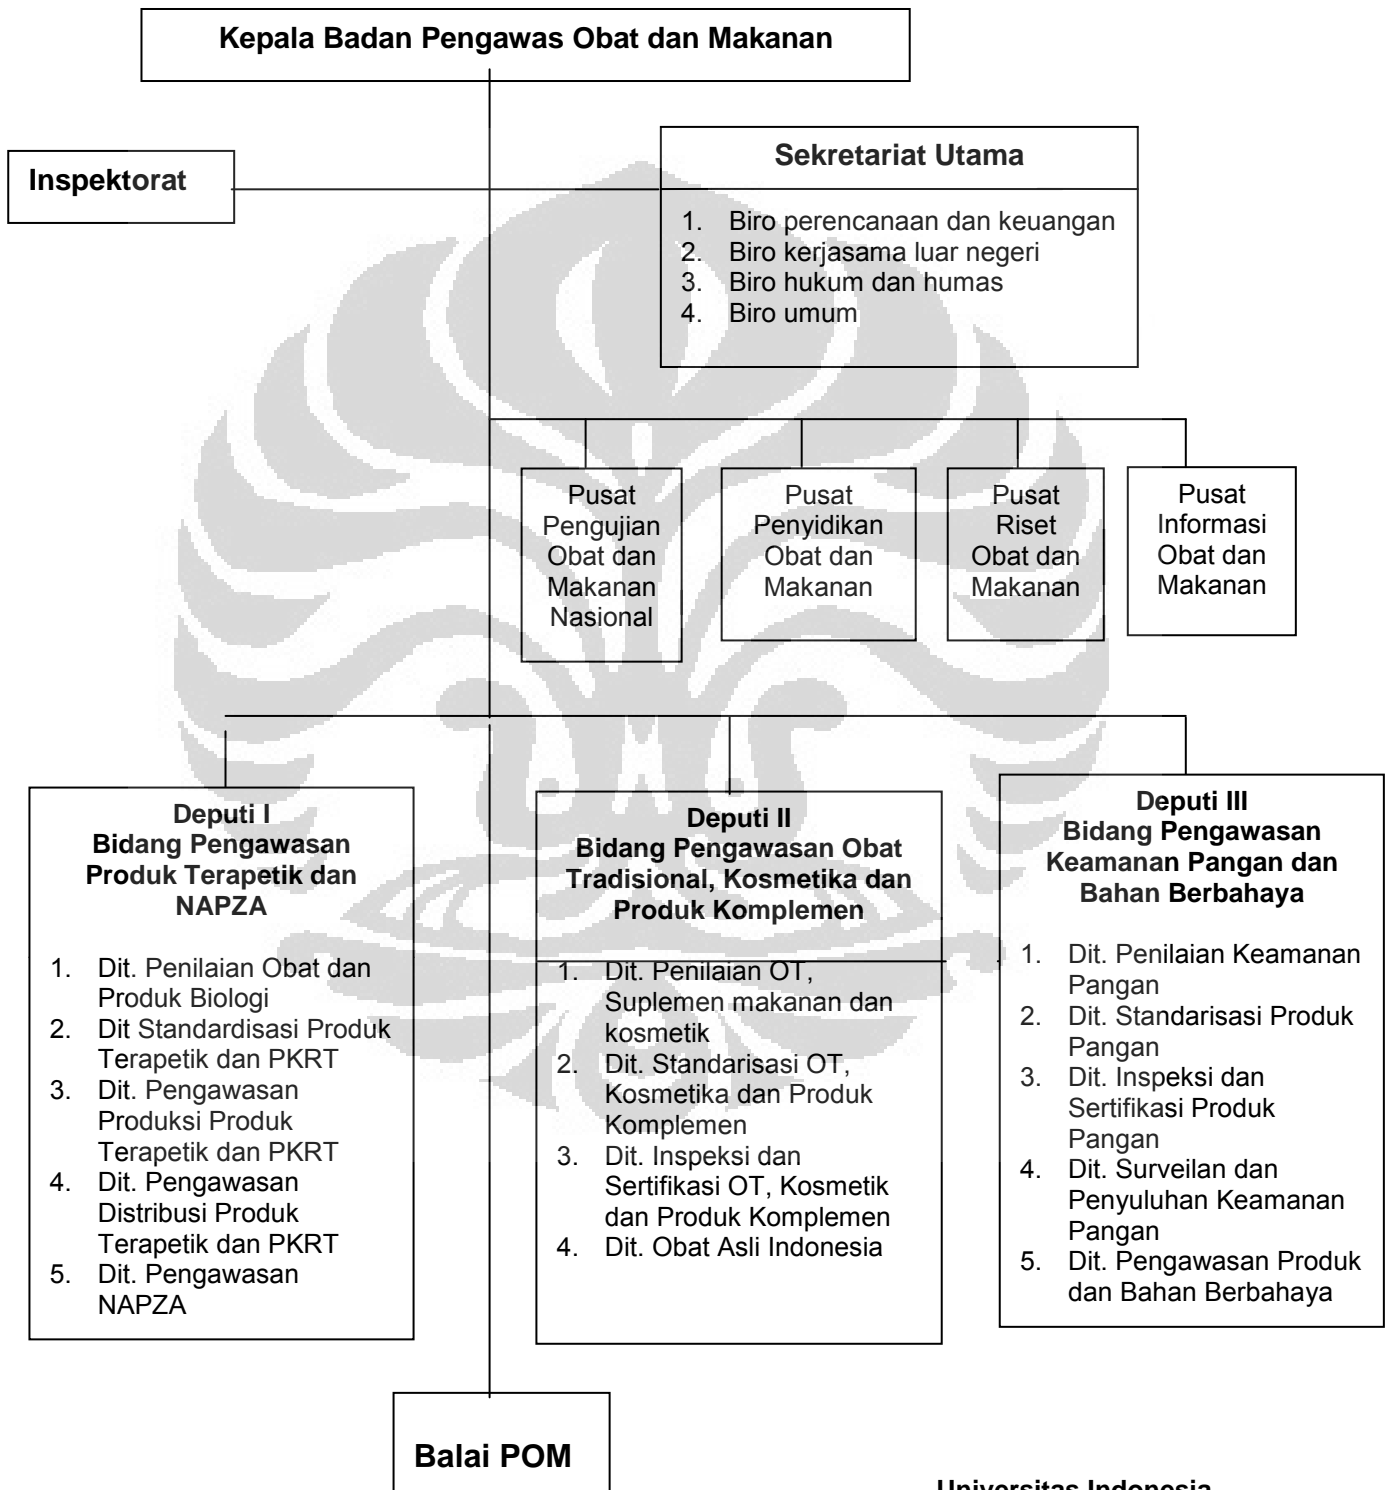 Kepala Badan Pengawas Obat dan Makanan
Inspektorat
Sekretariat Utama
1. Biro perencanaan dan keuangan
2. Biro kerjasama luar negeri
3. Biro hukum dan humas
4. Biro umum
Pusat
Pengujian
Obat dan
Makanan
Nasional
Pusat
Penyidikan
Obat dan
Makanan
Pusat
Riset
Obat dan
Makanan
Pusat
Informasi
Obat dan
Makanan
Deputi I
Bidang Pengawasan
Produk Terapetik dan
NAPZA
1. Dit. Penilaian Obat dan
Produk Biologi
2. Dit Standardisasi Produk
Terapetik dan PKRT
3. Dit. Pengawasan
Produksi Produk
Terapetik dan PKRT
4. Dit. Pengawasan
Distribusi Produk
Terapetik dan PKRT
5. Dit. Pengawasan
NAPZA
Deputi II
Bidang Pengawasan Obat
Tradisional, Kosmetika dan
Produk Komplemen
1. Dit. Penilaian OT,
Suplemen makanan dan
kosmetik
2. Dit. Standarisasi OT,
Kosmetika dan Produk
Komplemen
3. Dit. Inspeksi dan
Sertifikasi OT, Kosmetik
dan Produk Komplemen
4. Dit. Obat Asli Indonesia
Deputi III
Bidang Pengawasan
Keamanan Pangan dan
Bahan Berbahaya
1. Dit. Penilaian Keamanan
Pangan
2. Dit. Standarisasi Produk
Pangan
3. Dit. Inspeksi dan
Sertifikasi Produk
Pangan
4. Dit. Surveilan dan
Penyuluhan Keamanan
Pangan
5. Dit. Pengawasan Produk
dan Bahan Berbahaya
Balai POM
Universitas Indonesia